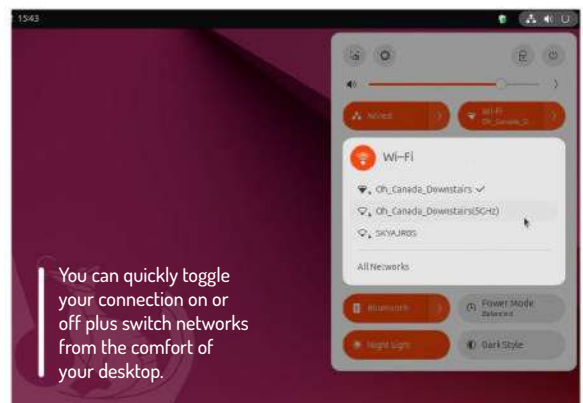 15:43
Wired
Wi-Fi
Oh_Canada_D
Wi-Fi
Oh_Canada_Downstairs
Oh_Canada_Downstairs(5GHz)
SKYAJRBS
All Networks
Bluetooth
Power Mode
Balanced
Night Light
Dark Style
You can quickly toggle
your connection on or
off plus switch networks
from the comfort of
your desktop.